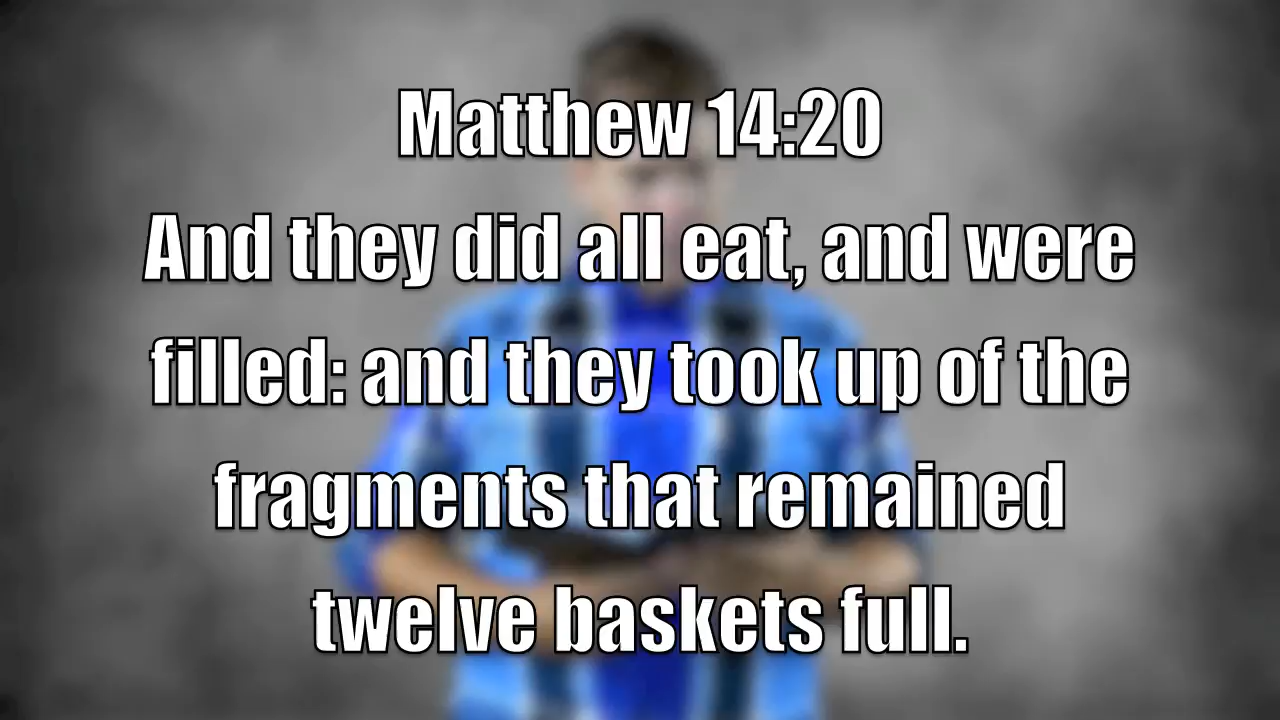 Matthew 14:20
And they did all eat, and were
filled: and they took up of the
fragments that remained
twelve baskets full.